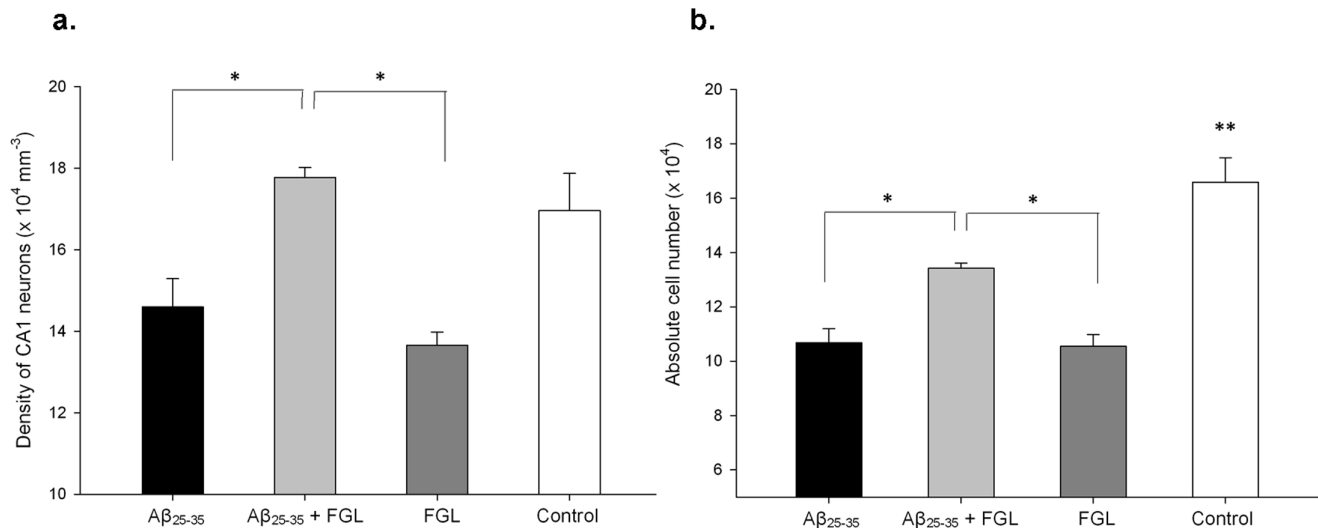 a.
Density of CA1 neurons (x 10⁴ mm⁻³)
20
18
16
14
12
10
*
*
Aβ₂₅₋₃₅
Aβ₂₅₋₃₅ + FGL
FGL
Control
b.
Absolute cell number (x 10⁴)
20
18
16
14
12
10
8
6
*
*
**
Aβ₂₅₋₃₅
Aβ₂₅₋₃₅ + FGL
FGL
Control